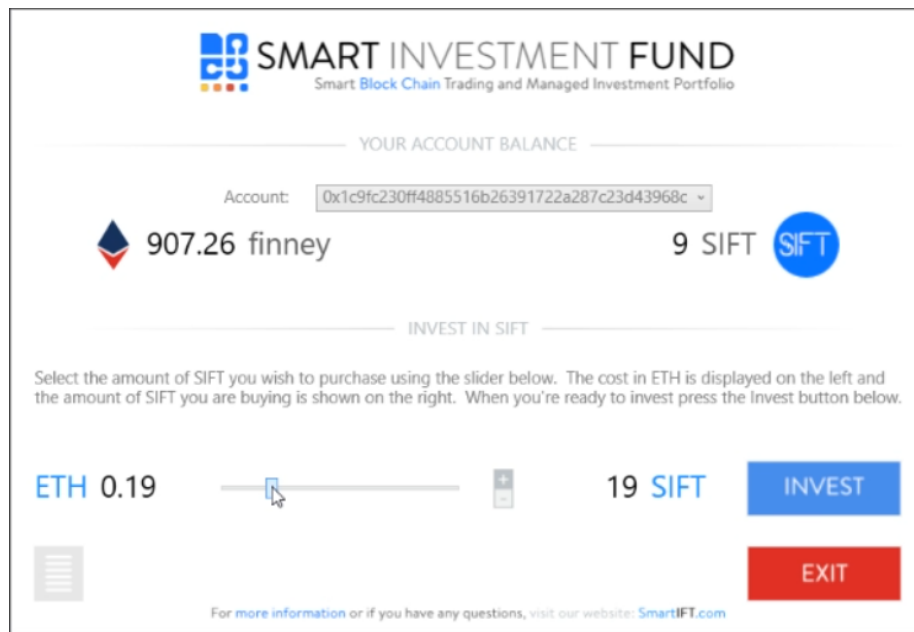 SMART INVESTMENT FUND
Smart Block Chain Trading and Managed Investment Portfolio
YOUR ACCOUNT BALANCE
Account: 0x1c9fc230ff4885516b26391722a287c23d43968c
907.26 finney 9 SIFT SIFT
INVEST IN SIFT
Select the amount of SIFT you wish to purchase using the slider below. The cost in ETH is displayed on the left and
the amount of SIFT you are buying is shown on the right. When you're ready to invest press the Invest button below.
ETH 0.19 + - 19 SIFT INVEST
EXIT
For more information or if you have any questions, visit our website: SmartIFT.com